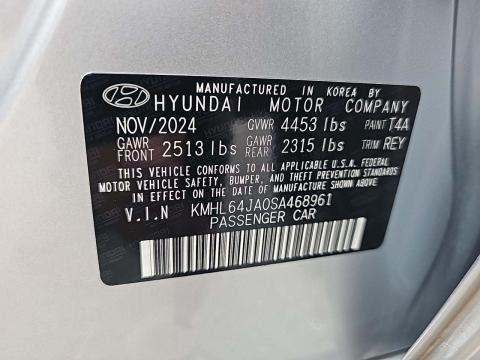 MANUFACTURED IN KOREA BY
HYUNDAI MOTOR COMPANY
NOV/2024 GVWR 4453 lbs PAINT T4A
GAWR FRONT 2513 lbs GAWR REAR 2315 lbs TRIM REY
THIS VEHICLE CONFORMS TO ALL APPLICABLE U.S.A. FEDERAL
MOTOR VEHICLE SAFETY, BUMPER, AND THEFT PREVENTION STANDARDS
IN EFFECT ON THE DATE OF MANUFACTURE SHOWN ABOVE.
V.I.N KMHL64JA0SA468961
PASSENGER CAR